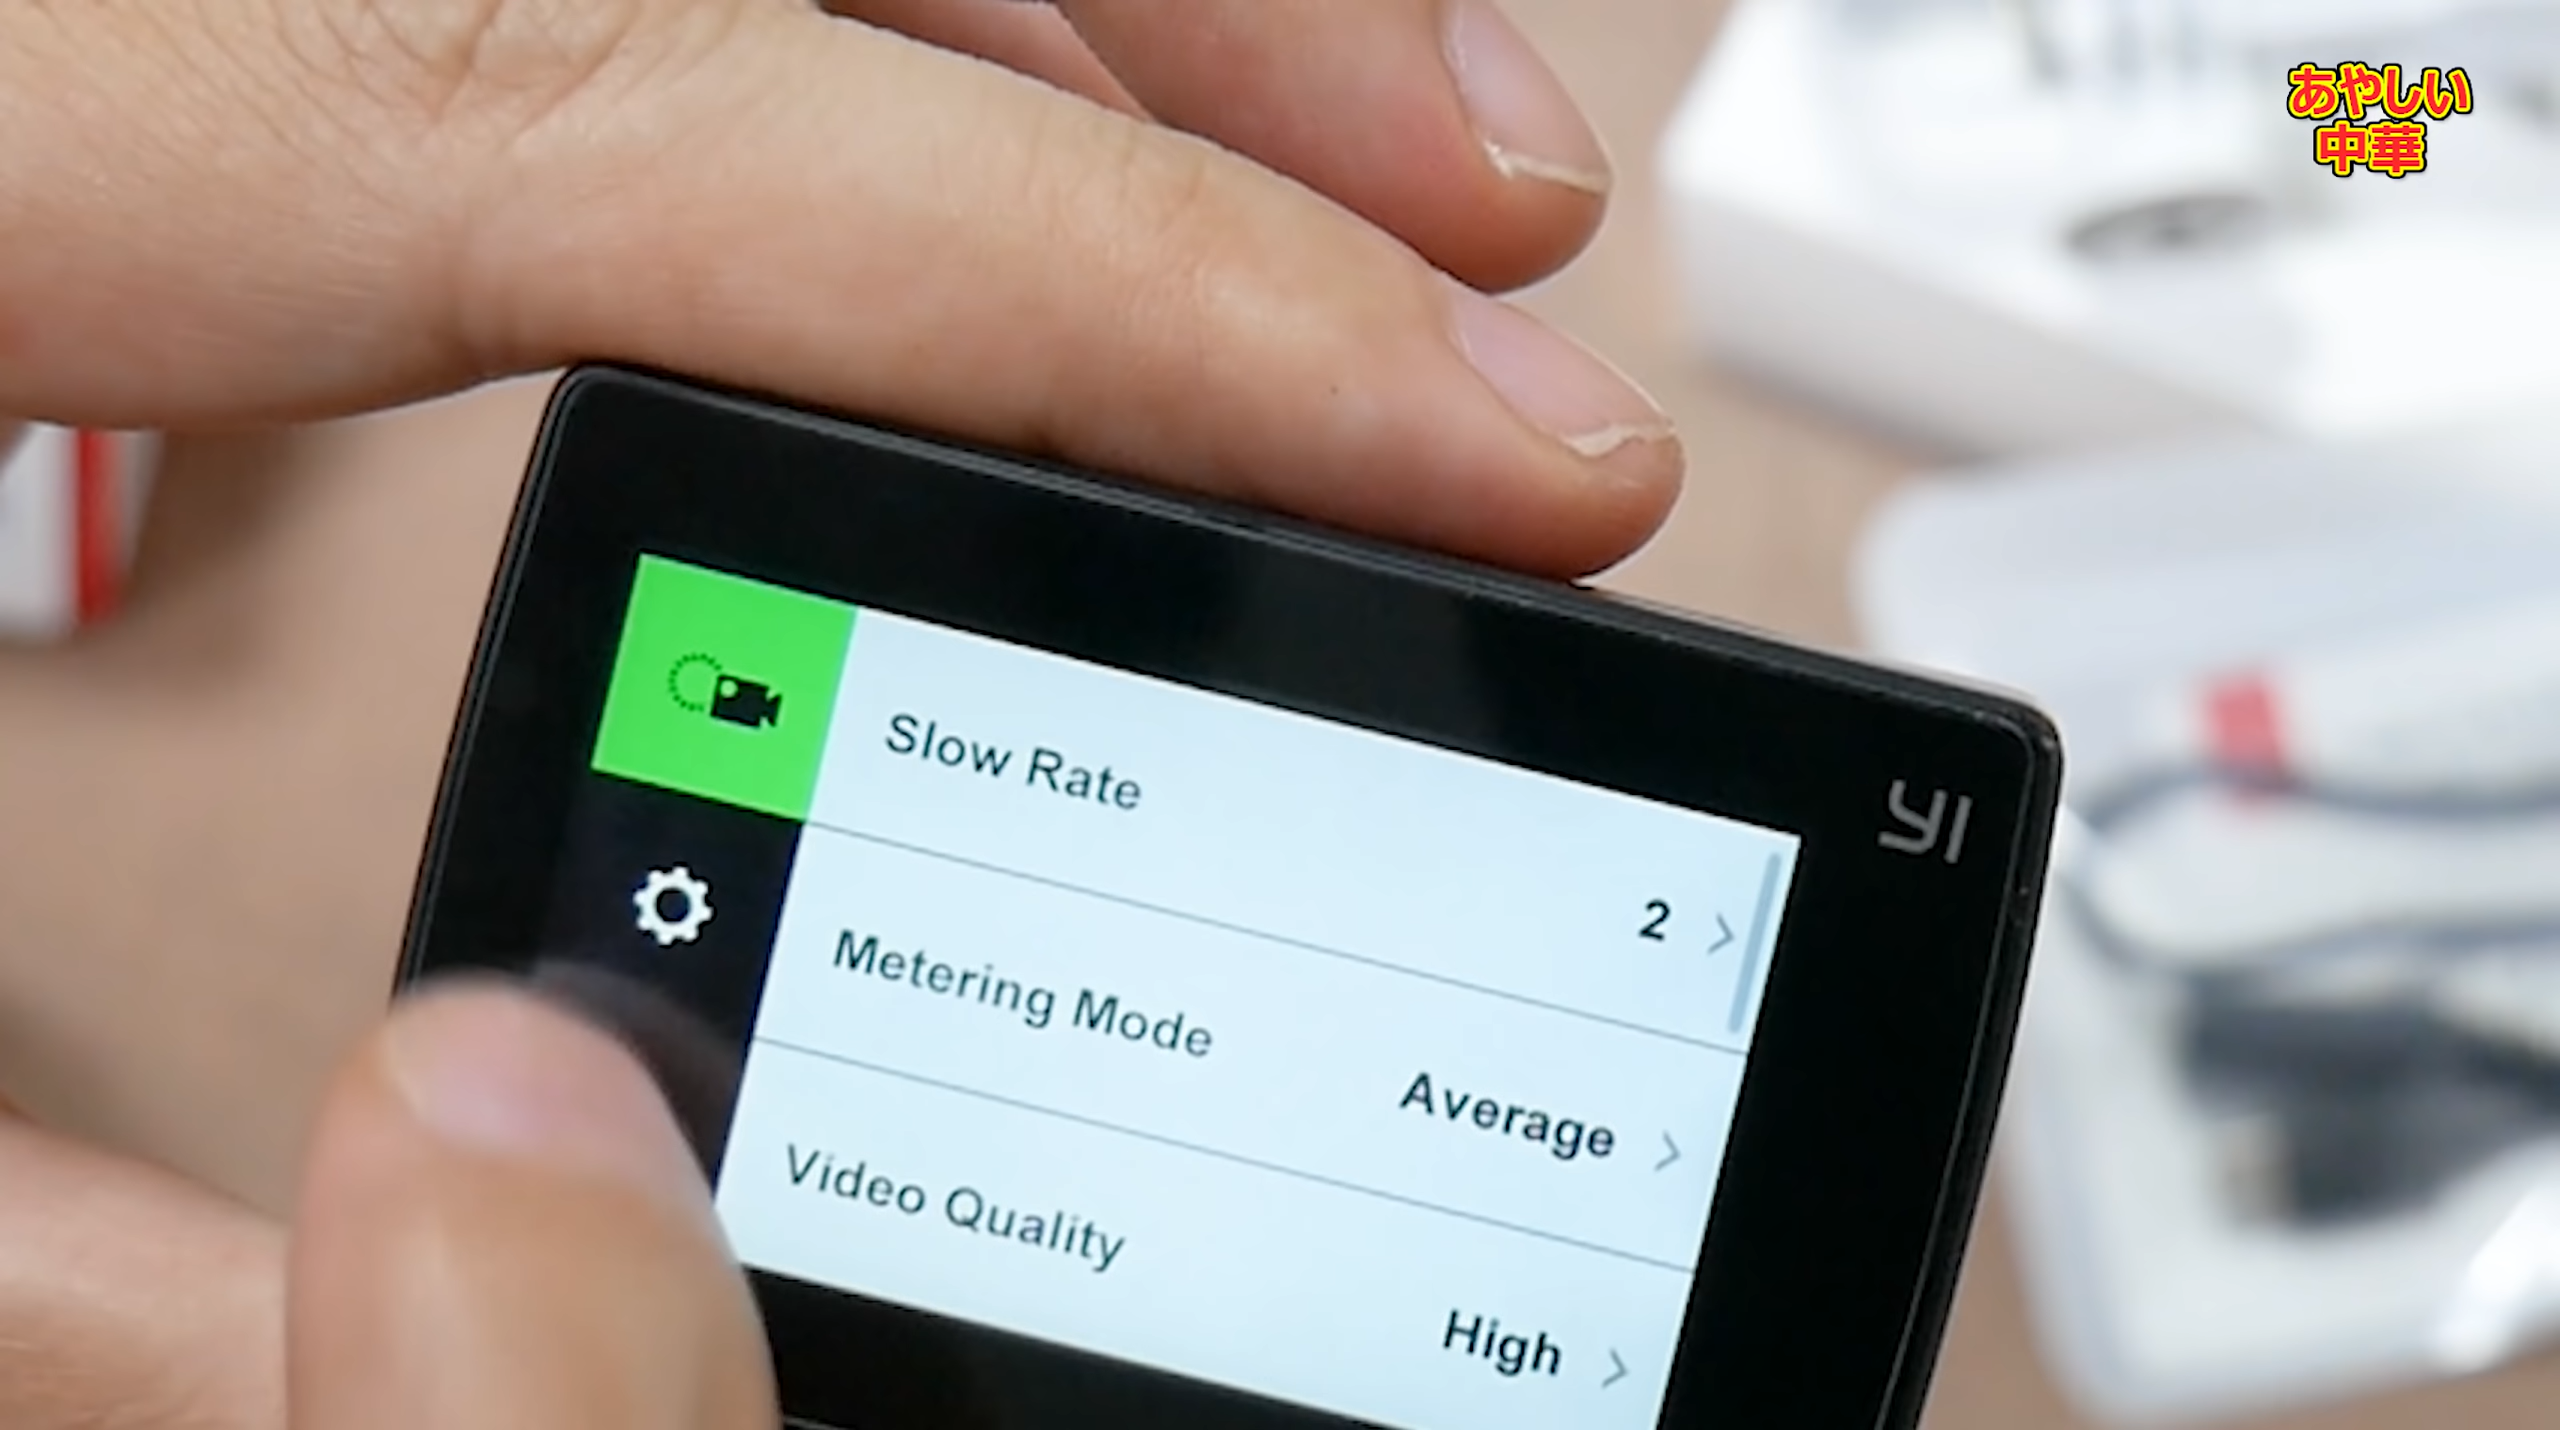 あやしい
中華
YI
Slow Rate
2
Metering Mode
Average
Video Quality
High